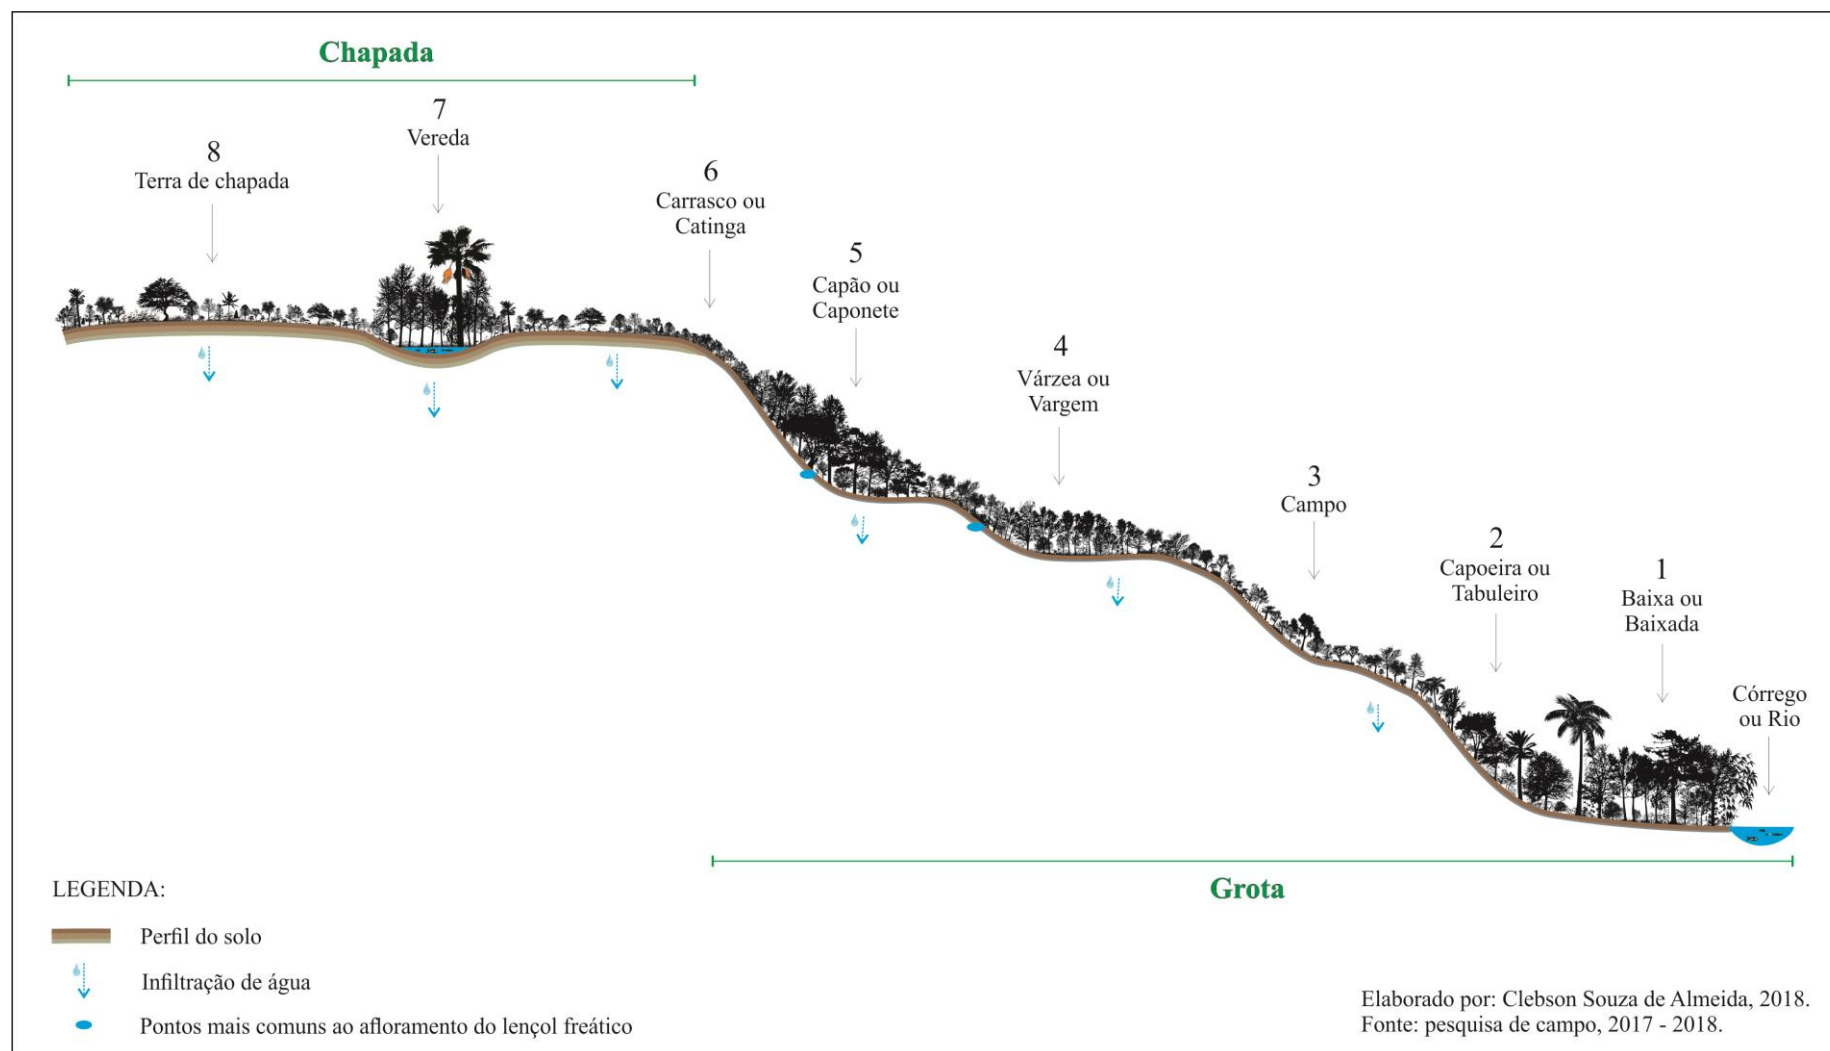 Chapada
8
Terra de chapada
7
Vereda
6
Carrasco ou
Catinga
5
Capão ou
Caponete
4
Várzea ou
Vargem
3
Campo
2
Capoeira ou
Tabuleiro
1
Baixa ou
Baixada
Córrego
ou Rio
Grota
LEGENDA:
Perfil do solo
Infiltração de água
Pontos mais comuns ao afloramento do lençol freático
Elaborado por: Clebson Souza de Almeida, 2018.
Fonte: pesquisa de campo, 2017 - 2018.